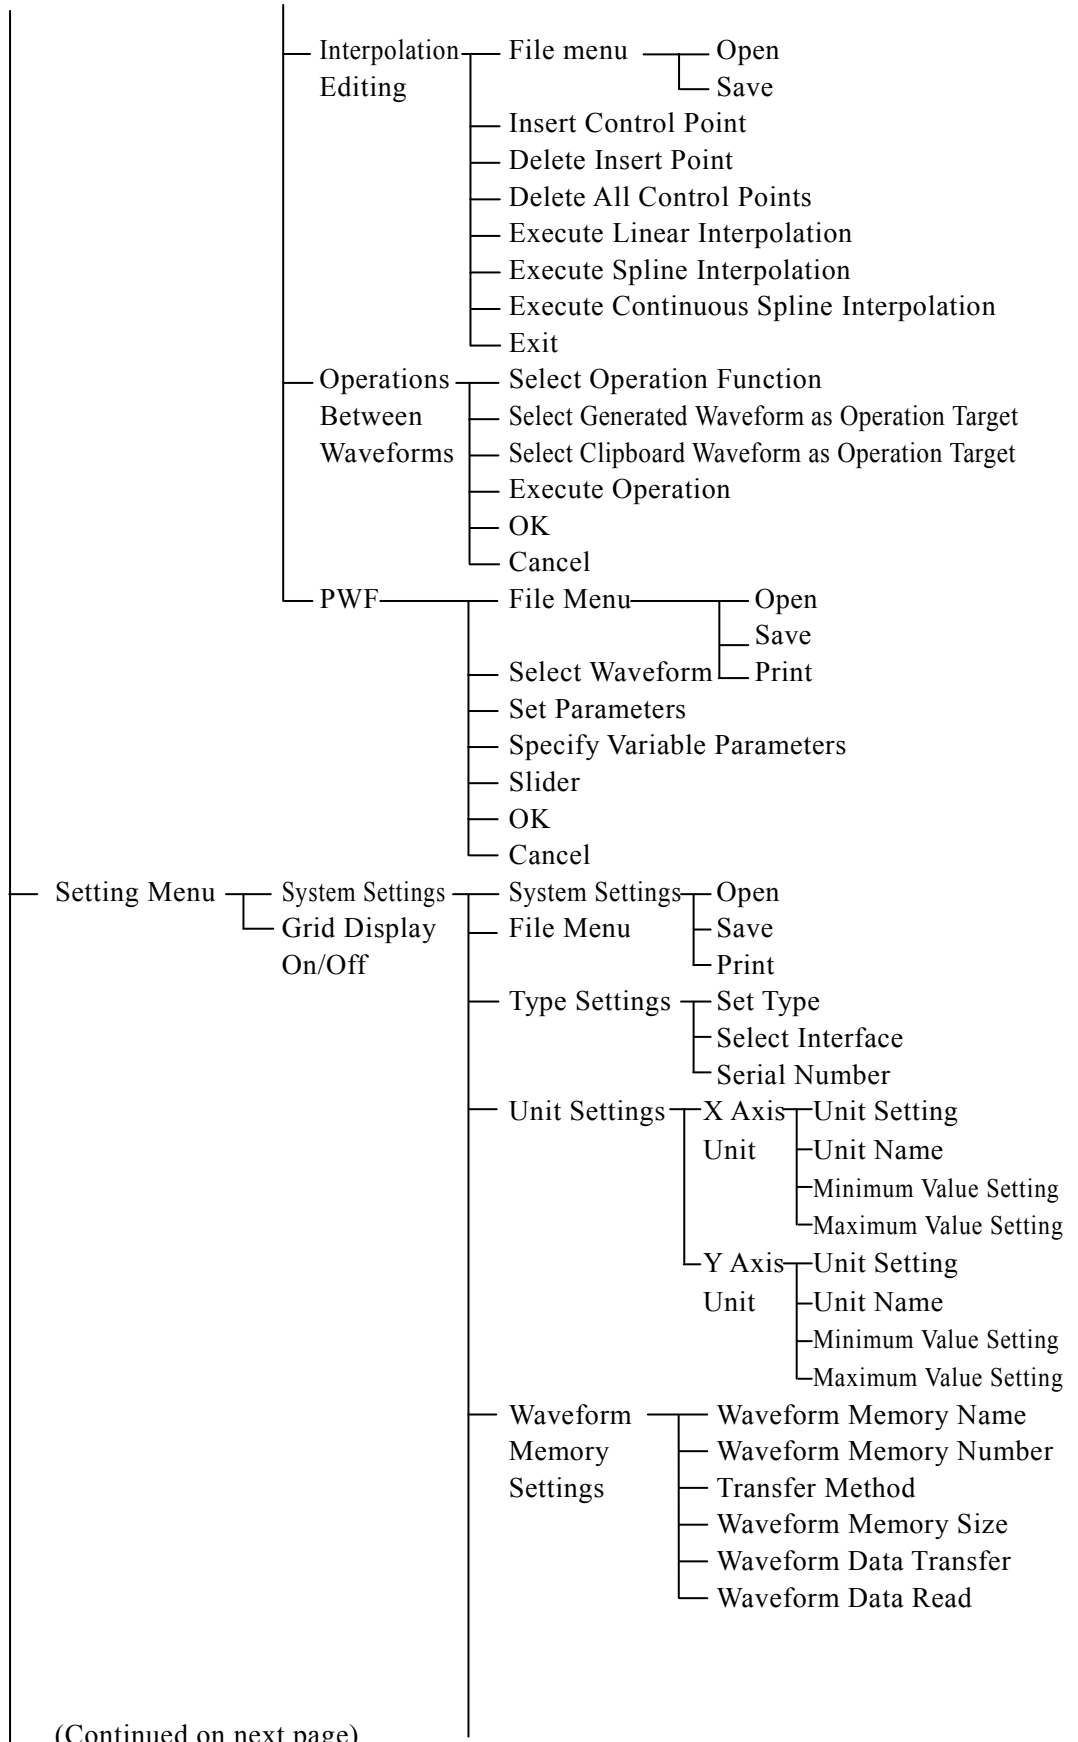 Interpolation File menu Open
Editing Save
Insert Control Point
Delete Insert Point
Delete All Control Points
Execute Linear Interpolation
Execute Spline Interpolation
Execute Continuous Spline Interpolation
Exit
Operations Select Operation Function
Between Select Generated Waveform as Operation Target
Waveforms Select Clipboard Waveform as Operation Target
Execute Operation
OK
Cancel
PWF File Menu Open
Save
Select Waveform Print
Set Parameters
Specify Variable Parameters
Slider
OK
Cancel
Setting Menu System Settings System Settings Open
Grid Display File Menu Save
On/Off Print
Type Settings Set Type
Select Interface
Serial Number
Unit Settings X Axis Unit Setting
Unit Unit Name
Minimum Value Setting
Maximum Value Setting
Y Axis Unit Setting
Unit Unit Name
Minimum Value Setting
Maximum Value Setting
Waveform Waveform Memory Name
Memory Waveform Memory Number
Settings Transfer Method
Waveform Memory Size
Waveform Data Transfer
Waveform Data Read
(Continued on next page)